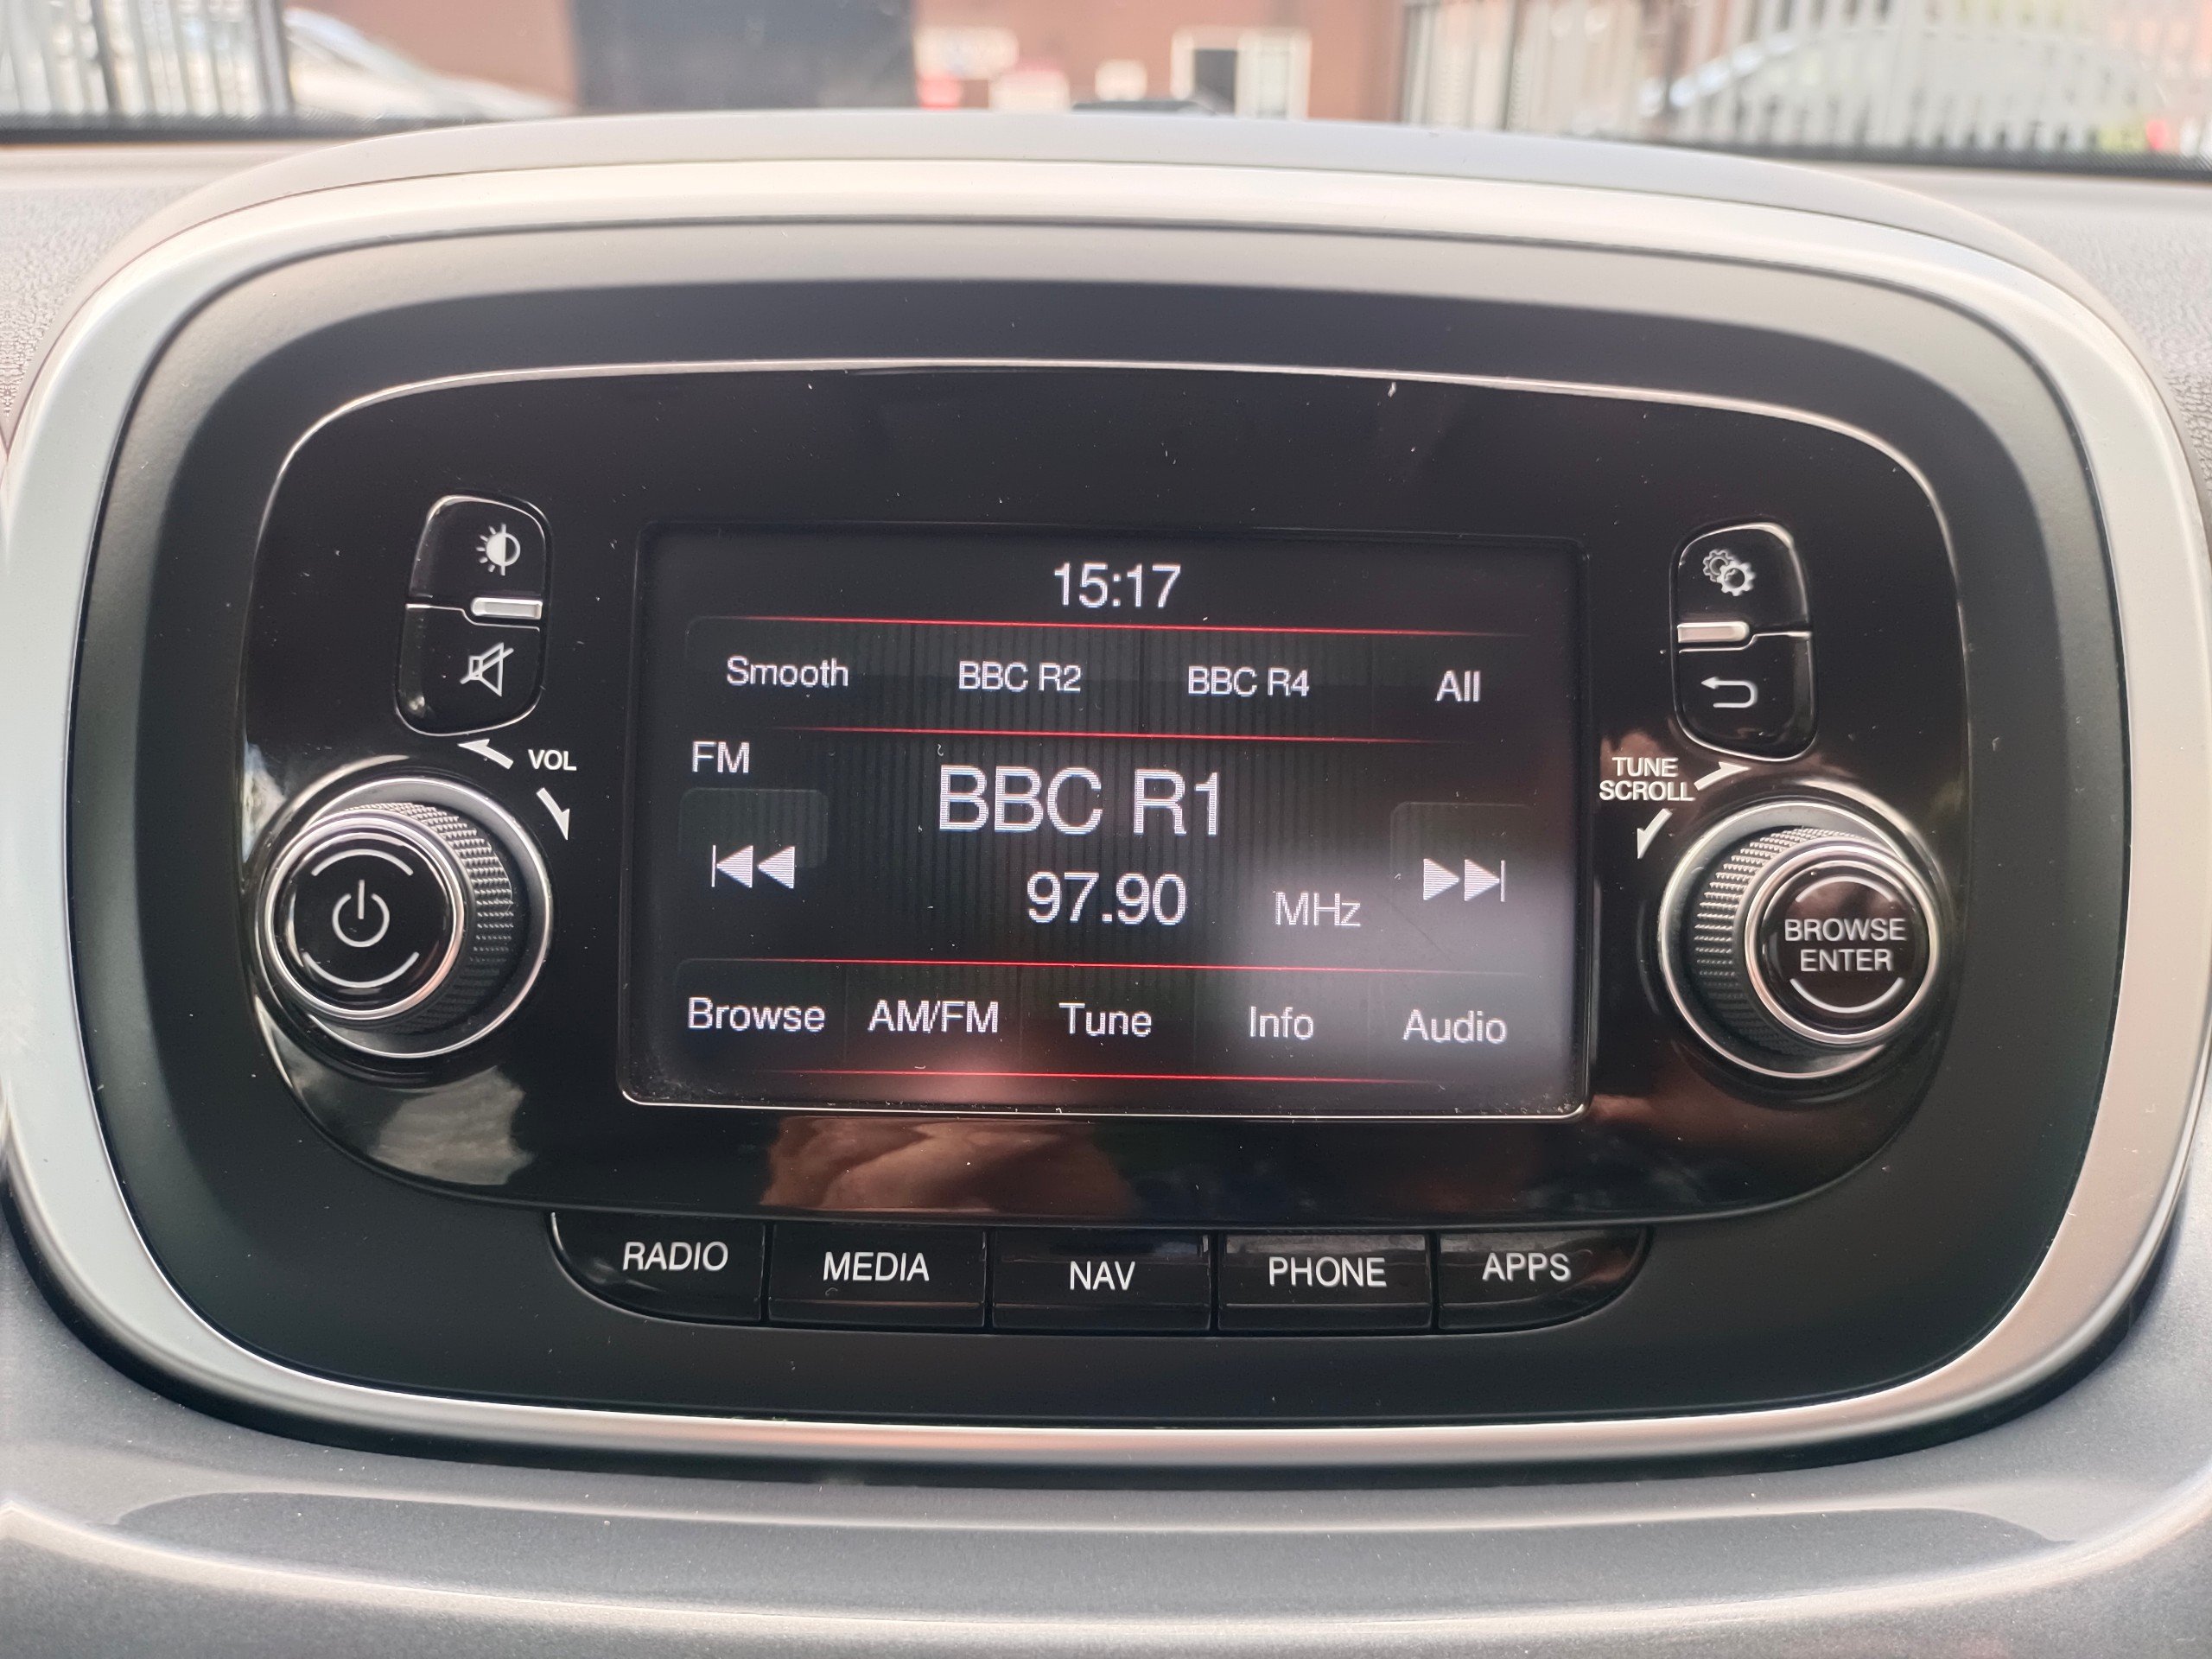 15:17
Smooth BBC R2 BBC R4 All
VOL
FM
BBC R1
97.90 MHz
TUNE
SCROLL
BROWSE
ENTER
Browse AM/FM Tune Info Audio
RADIO MEDIA NAV PHONE APPS